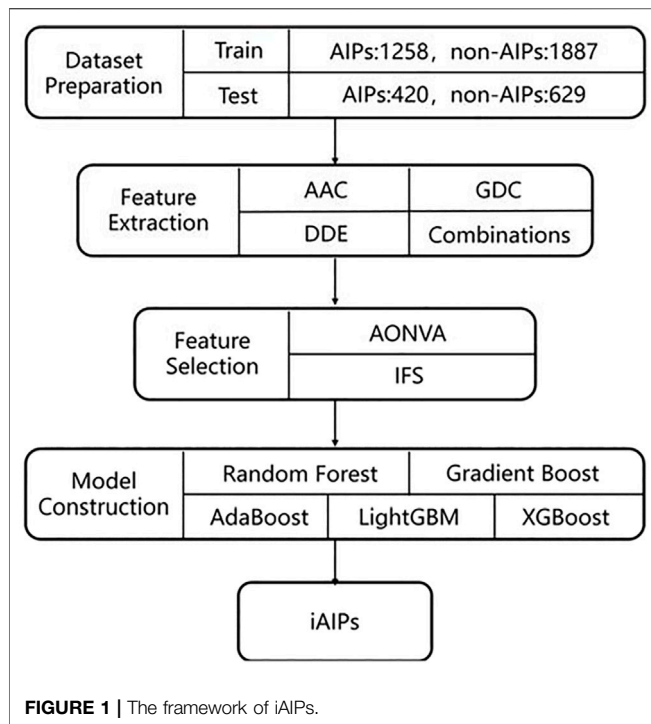 Dataset
Preparation
Train
AIPs:1258, non-AIPs:1887
Test
AIPs:420, non-AIPs:629
Feature
Extraction
AAC
GDC
DDE
Combinations
Feature
Selection
AONVA
IFS
Model
Construction
Random Forest
Gradient Boost
AdaBoost
LightGBM
XGBoost
iAIPs
FIGURE 1 | The framework of iAIPs.